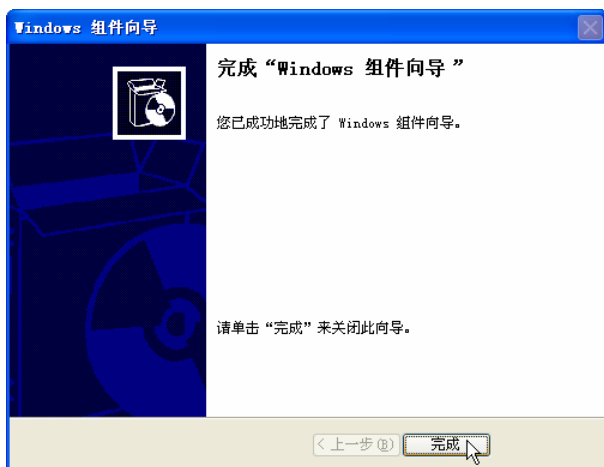 Windows 组件向导
完成“Windows 组件向导 ”
您已成功地完成了 Windows 组件向导。
请单击“完成”来关闭此向导。
< 上一步(B) 完成